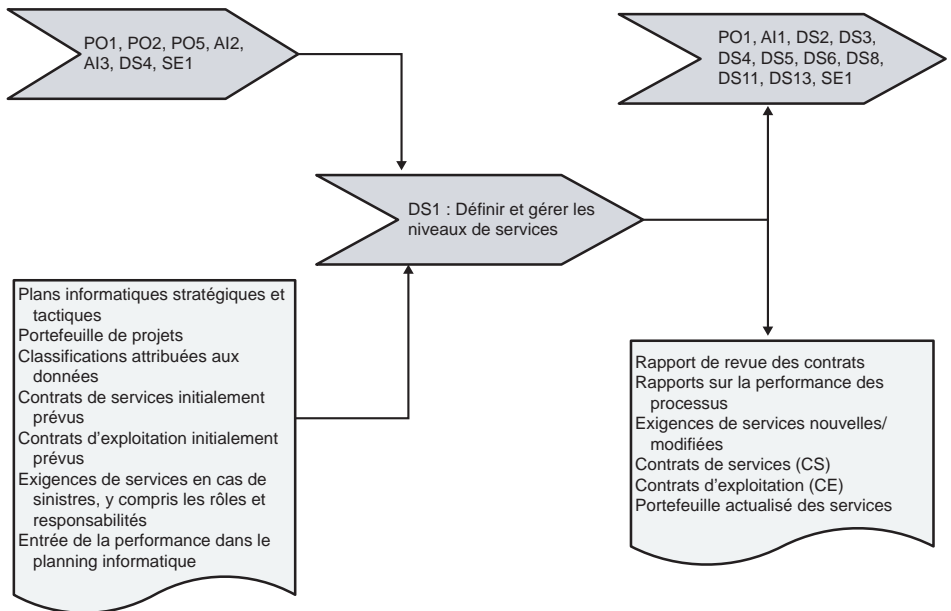 PO1, PO2, PO5, AI2,
AI3, DS4, SE1
PO1, AI1, DS2, DS3,
DS4, DS5, DS6, DS8,
DS11, DS13, SE1
DS1 : Définir et gérer les
niveaux de services
Plans informatiques stratégiques et
tactiques
Portefeuille de projets
Classifications attribuées aux
données
Contrats de services initialement
prévus
Contrats d’exploitation initialement
prévus
Exigences de services en cas de
sinistres, y compris les rôles et
responsabilités
Entrée de la performance dans le
planning informatique
Rapport de revue des contrats
Rapports sur la performance des
processus
Exigences de services nouvelles/
modifiées
Contrats de services (CS)
Contrats d’exploitation (CE)
Portefeuille actualisé des services